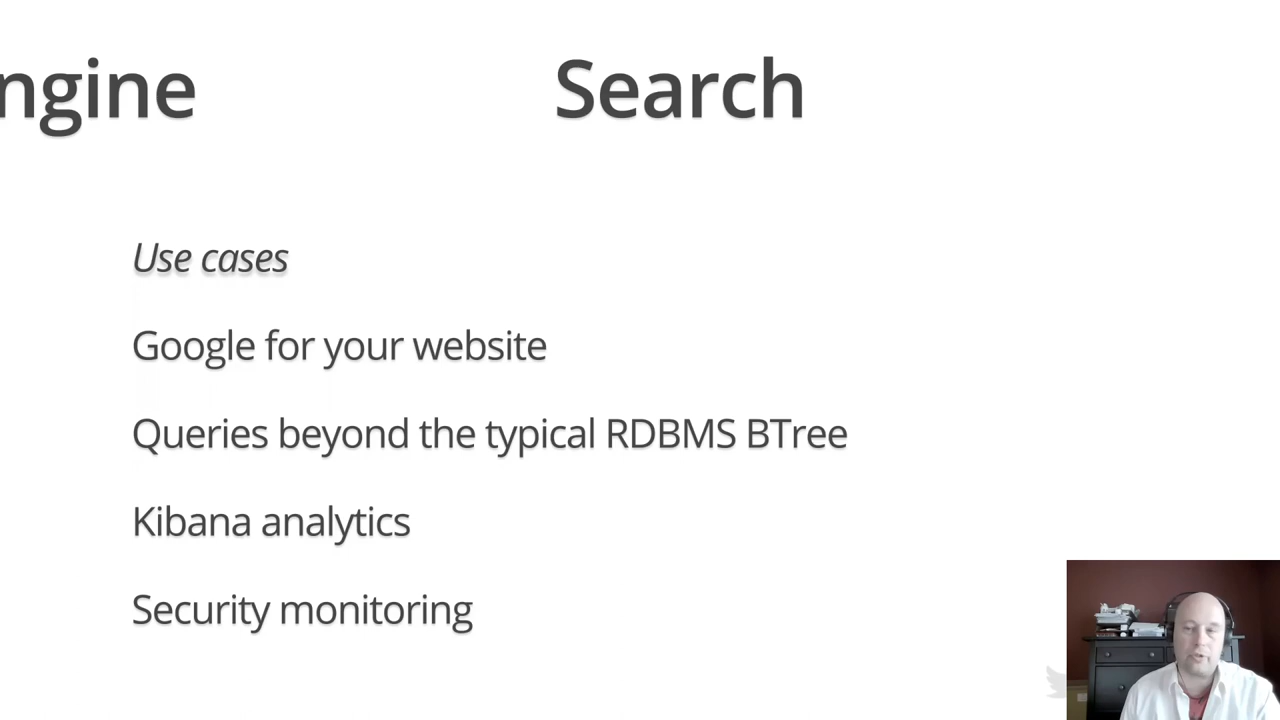 ngine
Search
Use cases
Google for your website
Queries beyond the typical RDBMS BTree
Kibana analytics
Security monitoring